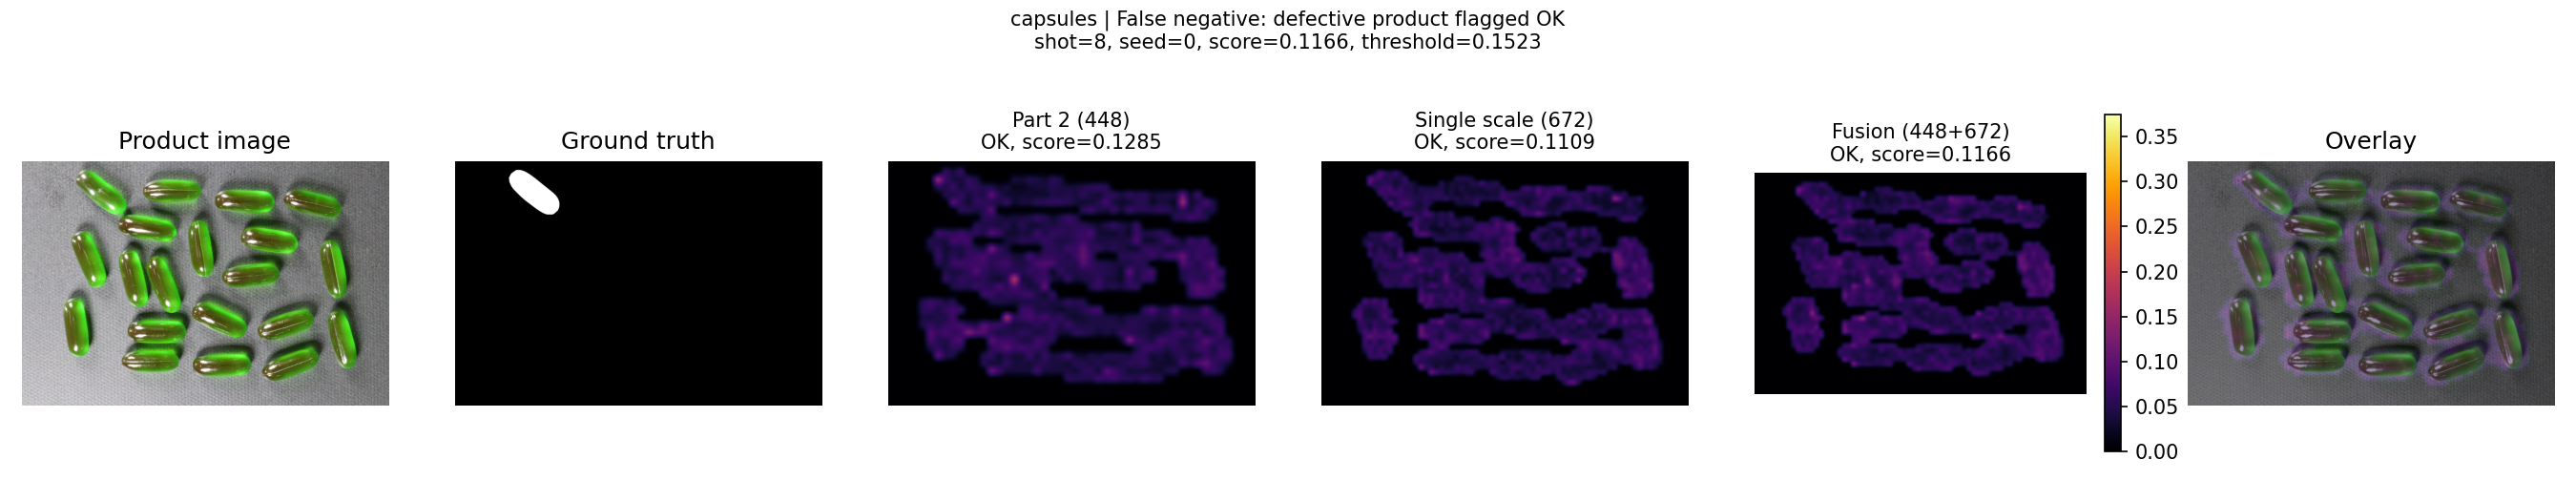 capsules | False negative: defective product flagged OK
shot=8, seed=0, score=0.1166, threshold=0.1523
Product image
Ground truth
Part 2 (448)
OK, score=0.1285
Single scale (672)
OK, score=0.1109
Fusion (448+672)
OK, score=0.1166
Overlay
0.35
0.30
0.25
0.20
0.15
0.10
0.05
0.00